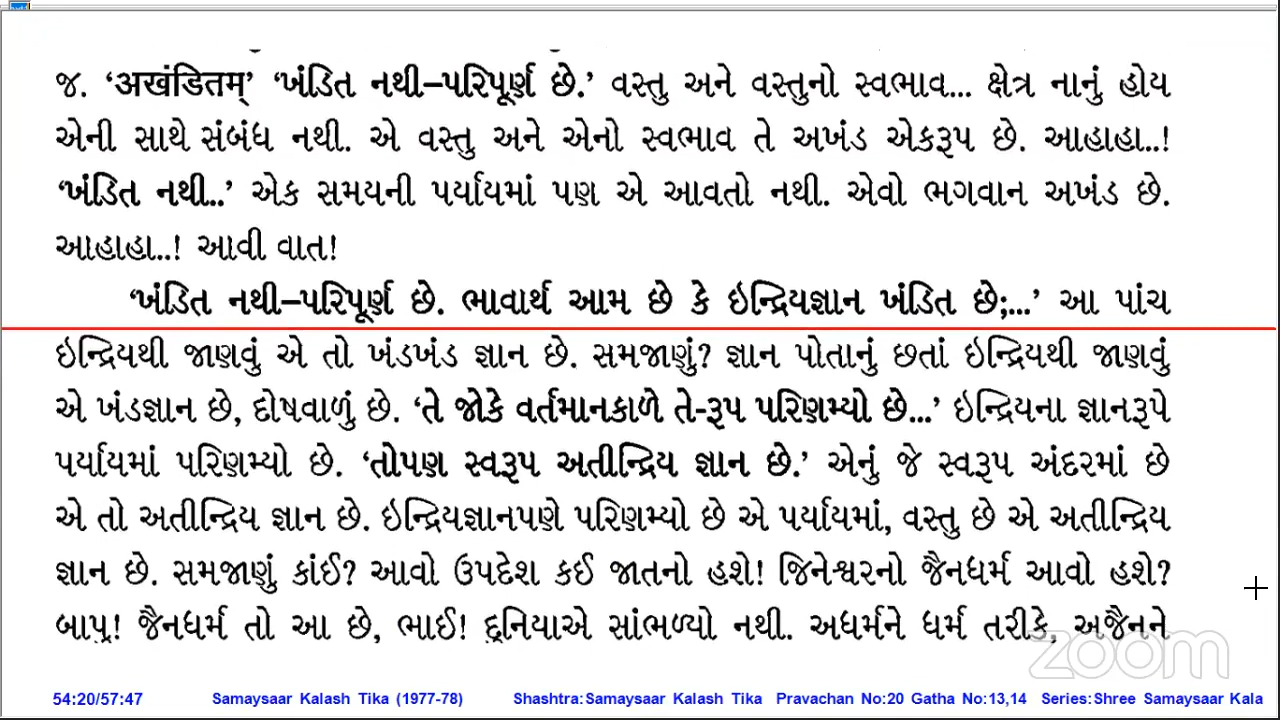 જ. 'अखंडितम्' 'ખંડિત નથી–પરિપૂર્ણ છે.' વસ્તુ અને વસ્તુનો સ્વભાવ... ક્ષેત્ર નાનું હોય
એની સાથે સંબંધ નથી. એ વસ્તુ અને એનો સ્વભાવ તે અખંડ એકરૂપ છે. આહાહા..!
'ખંડિત નથી..' એક સમયની પર્યાયમાં પણ એ આવતો નથી. એવો ભગવાન અખંડ છે.
આહાહા..! આવી વાત!
'ખંડિત નથી–પરિપૂર્ણ છે. ભાવાર્થ આમ છે કે ઇન્દ્રિયજ્ઞાન ખંડિત છે;...' આ પાંચ
ઇન્દ્રિયથી જાણવું એ તો ખંડખંડ જ્ઞાન છે. સમજાણું? જ્ઞાન પોતાનું છતાં ઇન્દ્રિયથી જાણવું
એ ખંડજ્ઞાન છે, દોષવાળું છે. 'તે જોકે વર્તમાનકાળે તે-રૂપ પરિણમ્યો છે...' ઇન્દ્રિયના જ્ઞાનરૂપે
પર્યાયમાં પરિણમ્યો છે. 'તોપણ સ્વરૂપ અતીન્દ્રિય જ્ઞાન છે.' એનું જે સ્વરૂપ અંદરમાં છે
એ તો અતીન્દ્રિય જ્ઞાન છે. ઇન્દ્રિયજ્ઞાનપણે પરિણમ્યો છે એ પર્યાયમાં, વસ્તુ છે એ અતીન્દ્રિય
જ્ઞાન છે. સમજાણું કાંઈ? આવો ઉપદેશ કઈ જાતનો હશે! જિનેશ્વરનો જૈનધર્મ આવો હશે?
બાપુ! જૈનધર્મ તો આ છે, ભાઈ! દુનિયાએ સાંભળ્યો નથી. અધર્મને ધર્મ તરીકે, અજૈનને
zoom
54:20/57:47 Samaysaar Kalash Tika (1977-78) Shashtra:Samaysaar Kalash Tika Pravachan No:20 Gatha No:13,14 Series:Shree Samaysaar Kala